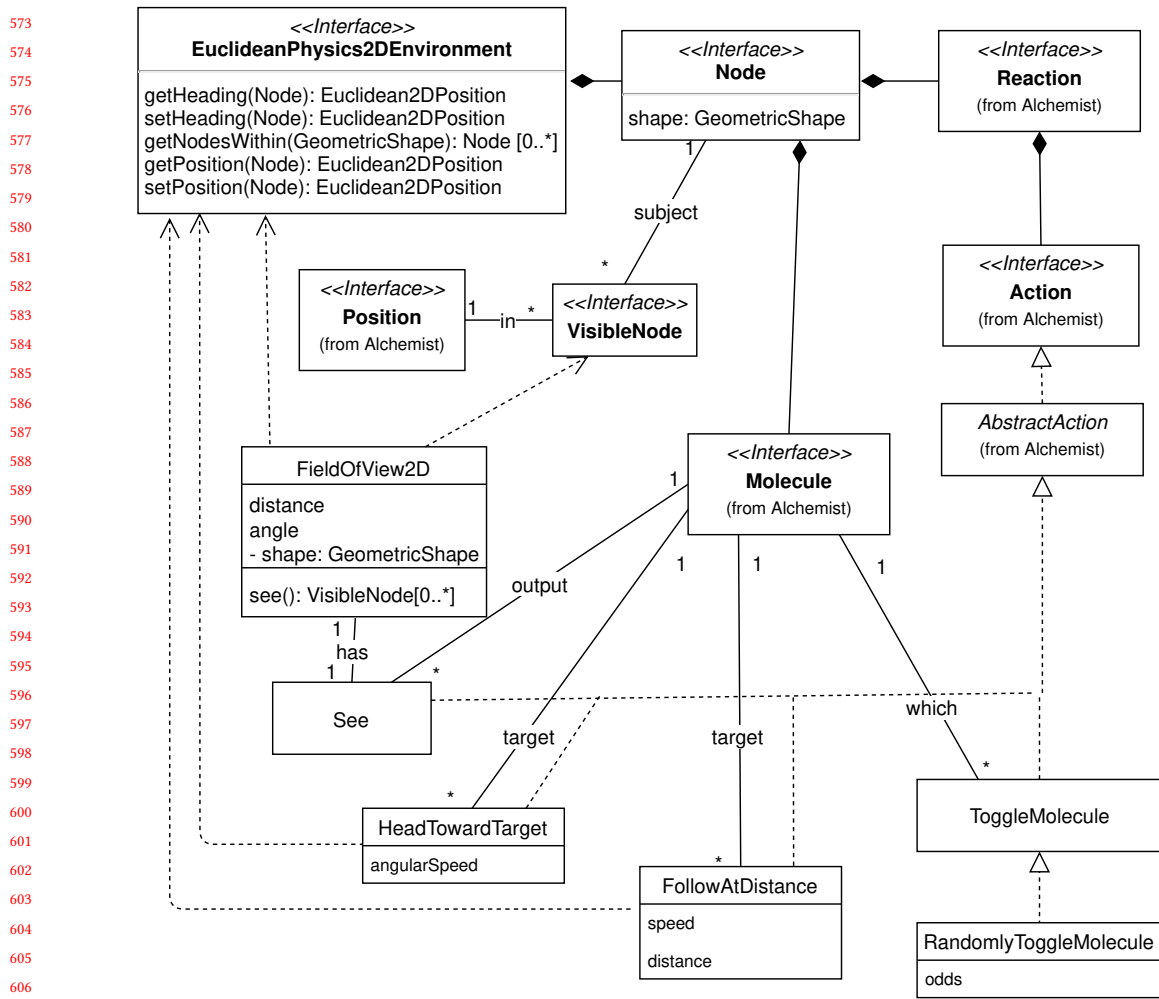 573
574
575
576
577
578
579
580
581
582
583
584
585
586
587
588
589
590
591
592
593
594
595
596
597
598
599
600
601
602
603
604
605
606
<<Interface>>
EuclideanPhysics2DEnvironment
getHeading(Node): Euclidean2DPosition
setHeading(Node): Euclidean2DPosition
getNodesWithin(GeometricShape): Node [0..*]
getPosition(Node): Euclidean2DPosition
setPosition(Node): Euclidean2DPosition
<<Interface>>
Node
shape: GeometricShape
<<Interface>>
Reaction
(from Alchemist)
1
subject
*
<<Interface>>
Position
(from Alchemist)
1
in
*
<<Interface>>
VisibleNode
<<Interface>>
Action
(from Alchemist)
AbstractAction
(from Alchemist)
FieldOfView2D
distance
angle
- shape: GeometricShape
see(): VisibleNode[0..*]
<<Interface>>
Molecule
(from Alchemist)
1
1
1
1
output
1
has
1
*
See
target
target
which
*
*
*
HeadTowardTarget
angularSpeed
FollowAtDistance
speed
distance
ToggleMolecule
RandomlyToggleMolecule
odds